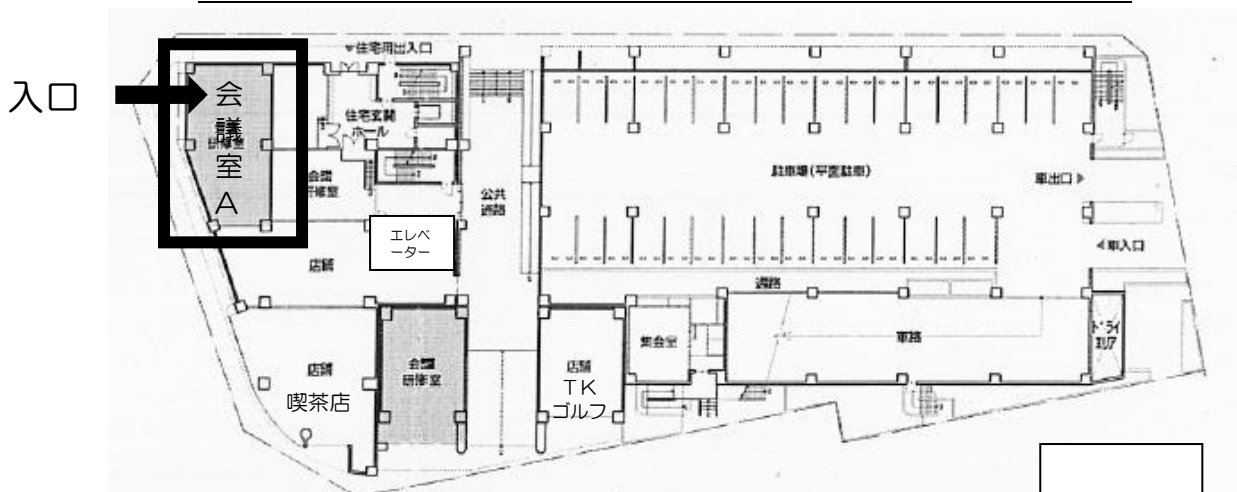 ▼住宅用出入口
入口
会議室A
研修室
住宅玄関
ホール
会議
研修室
公共
通路
駐車場(平面駐車)
車出口▶
◀車入口
エレベ
ーター
店舗
通路
店舗
喫茶店
会議
研修室
店舗
TK
ゴルフ
集会室
車路
ドライ
エリア